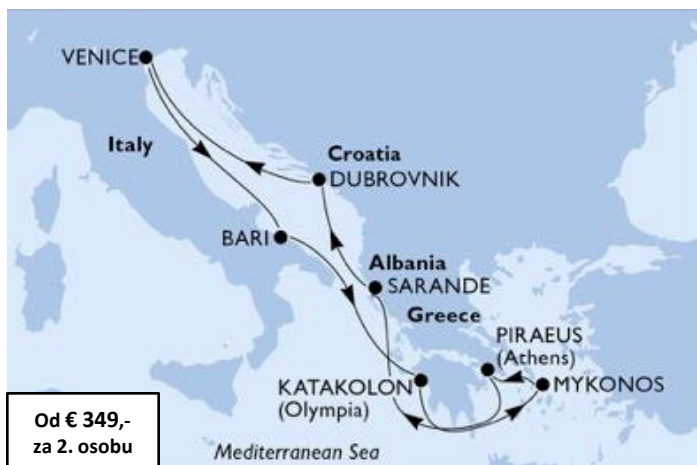 VENICE
Italy
Croatia
DUBROVNIK
BARI
Albania
SARANDE
Greece
PIRAEUS
(Athens)
KATAKOLON
(Olympia)
MYKONOS
Od € 349,-
za 2. osobu
Mediterranean Sea